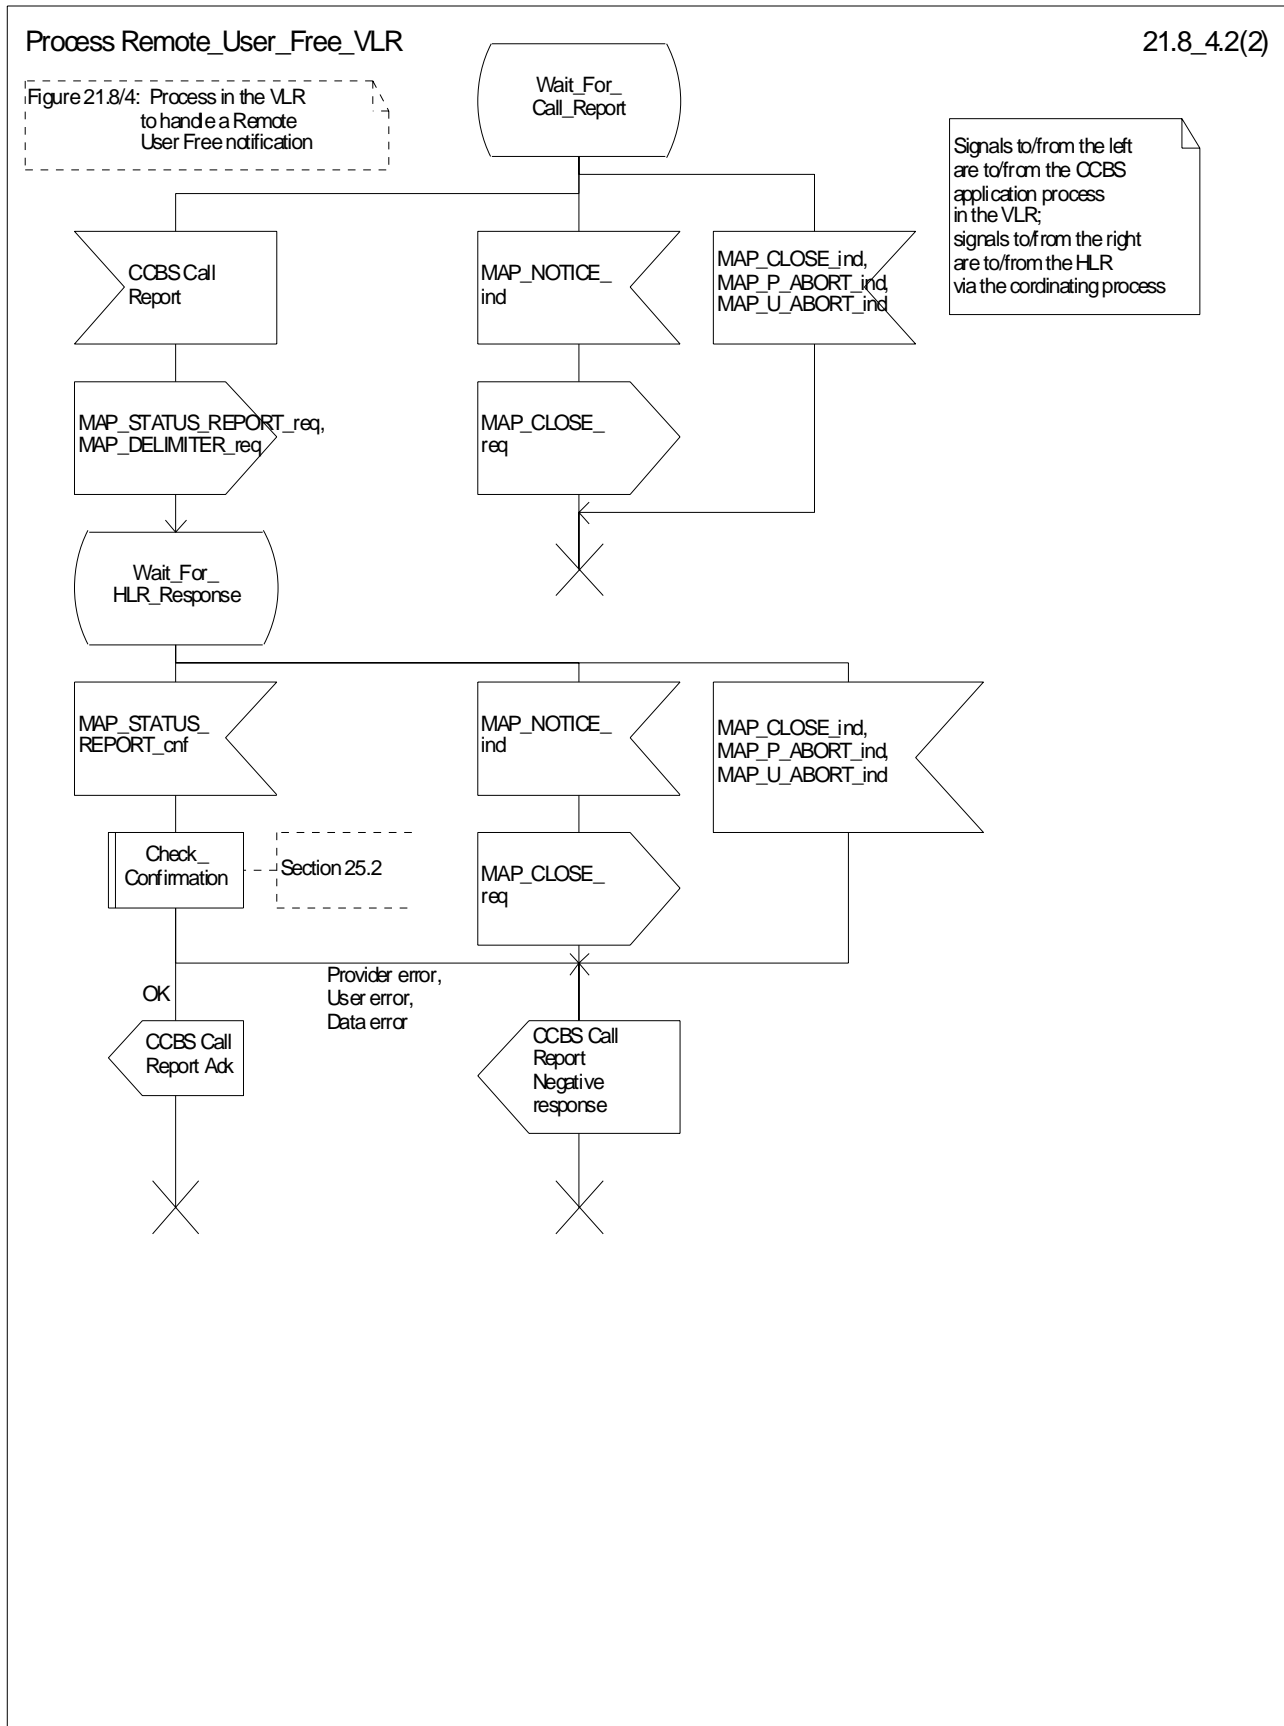 Process Remote_User_Free_VLR
21.8_4.2(2)
Figure 21.8/4: Process in the VLR
to handle a Remote
User Free notification
Wait_For_
Call_Report
Signals to/from the left
are to/from the CCBS
application process
in the VLR;
signals to/from the right
are to/from the HLR
via the cordinating process
CCBS Call
Report
MAP_NOTICE_
ind
MAP_CLOSE_ind,
MAP_P_ABORT_ind,
MAP_U_ABORT_ind
MAP_STATUS_REPORT_req,
MAP_DELIMITER_req
MAP_CLOSE_
req
Wait_For_
HLR_Response
MAP_STATUS_
REPORT_cnf
MAP_NOTICE_
ind
MAP_CLOSE_ind,
MAP_P_ABORT_ind,
MAP_U_ABORT_ind
Check_
Confirmation
Section 25.2
MAP_CLOSE_
req
Provider error,
User error,
Data error
OK
CCBS Call
Report Ack
CCBS Call
Report
Negative
response